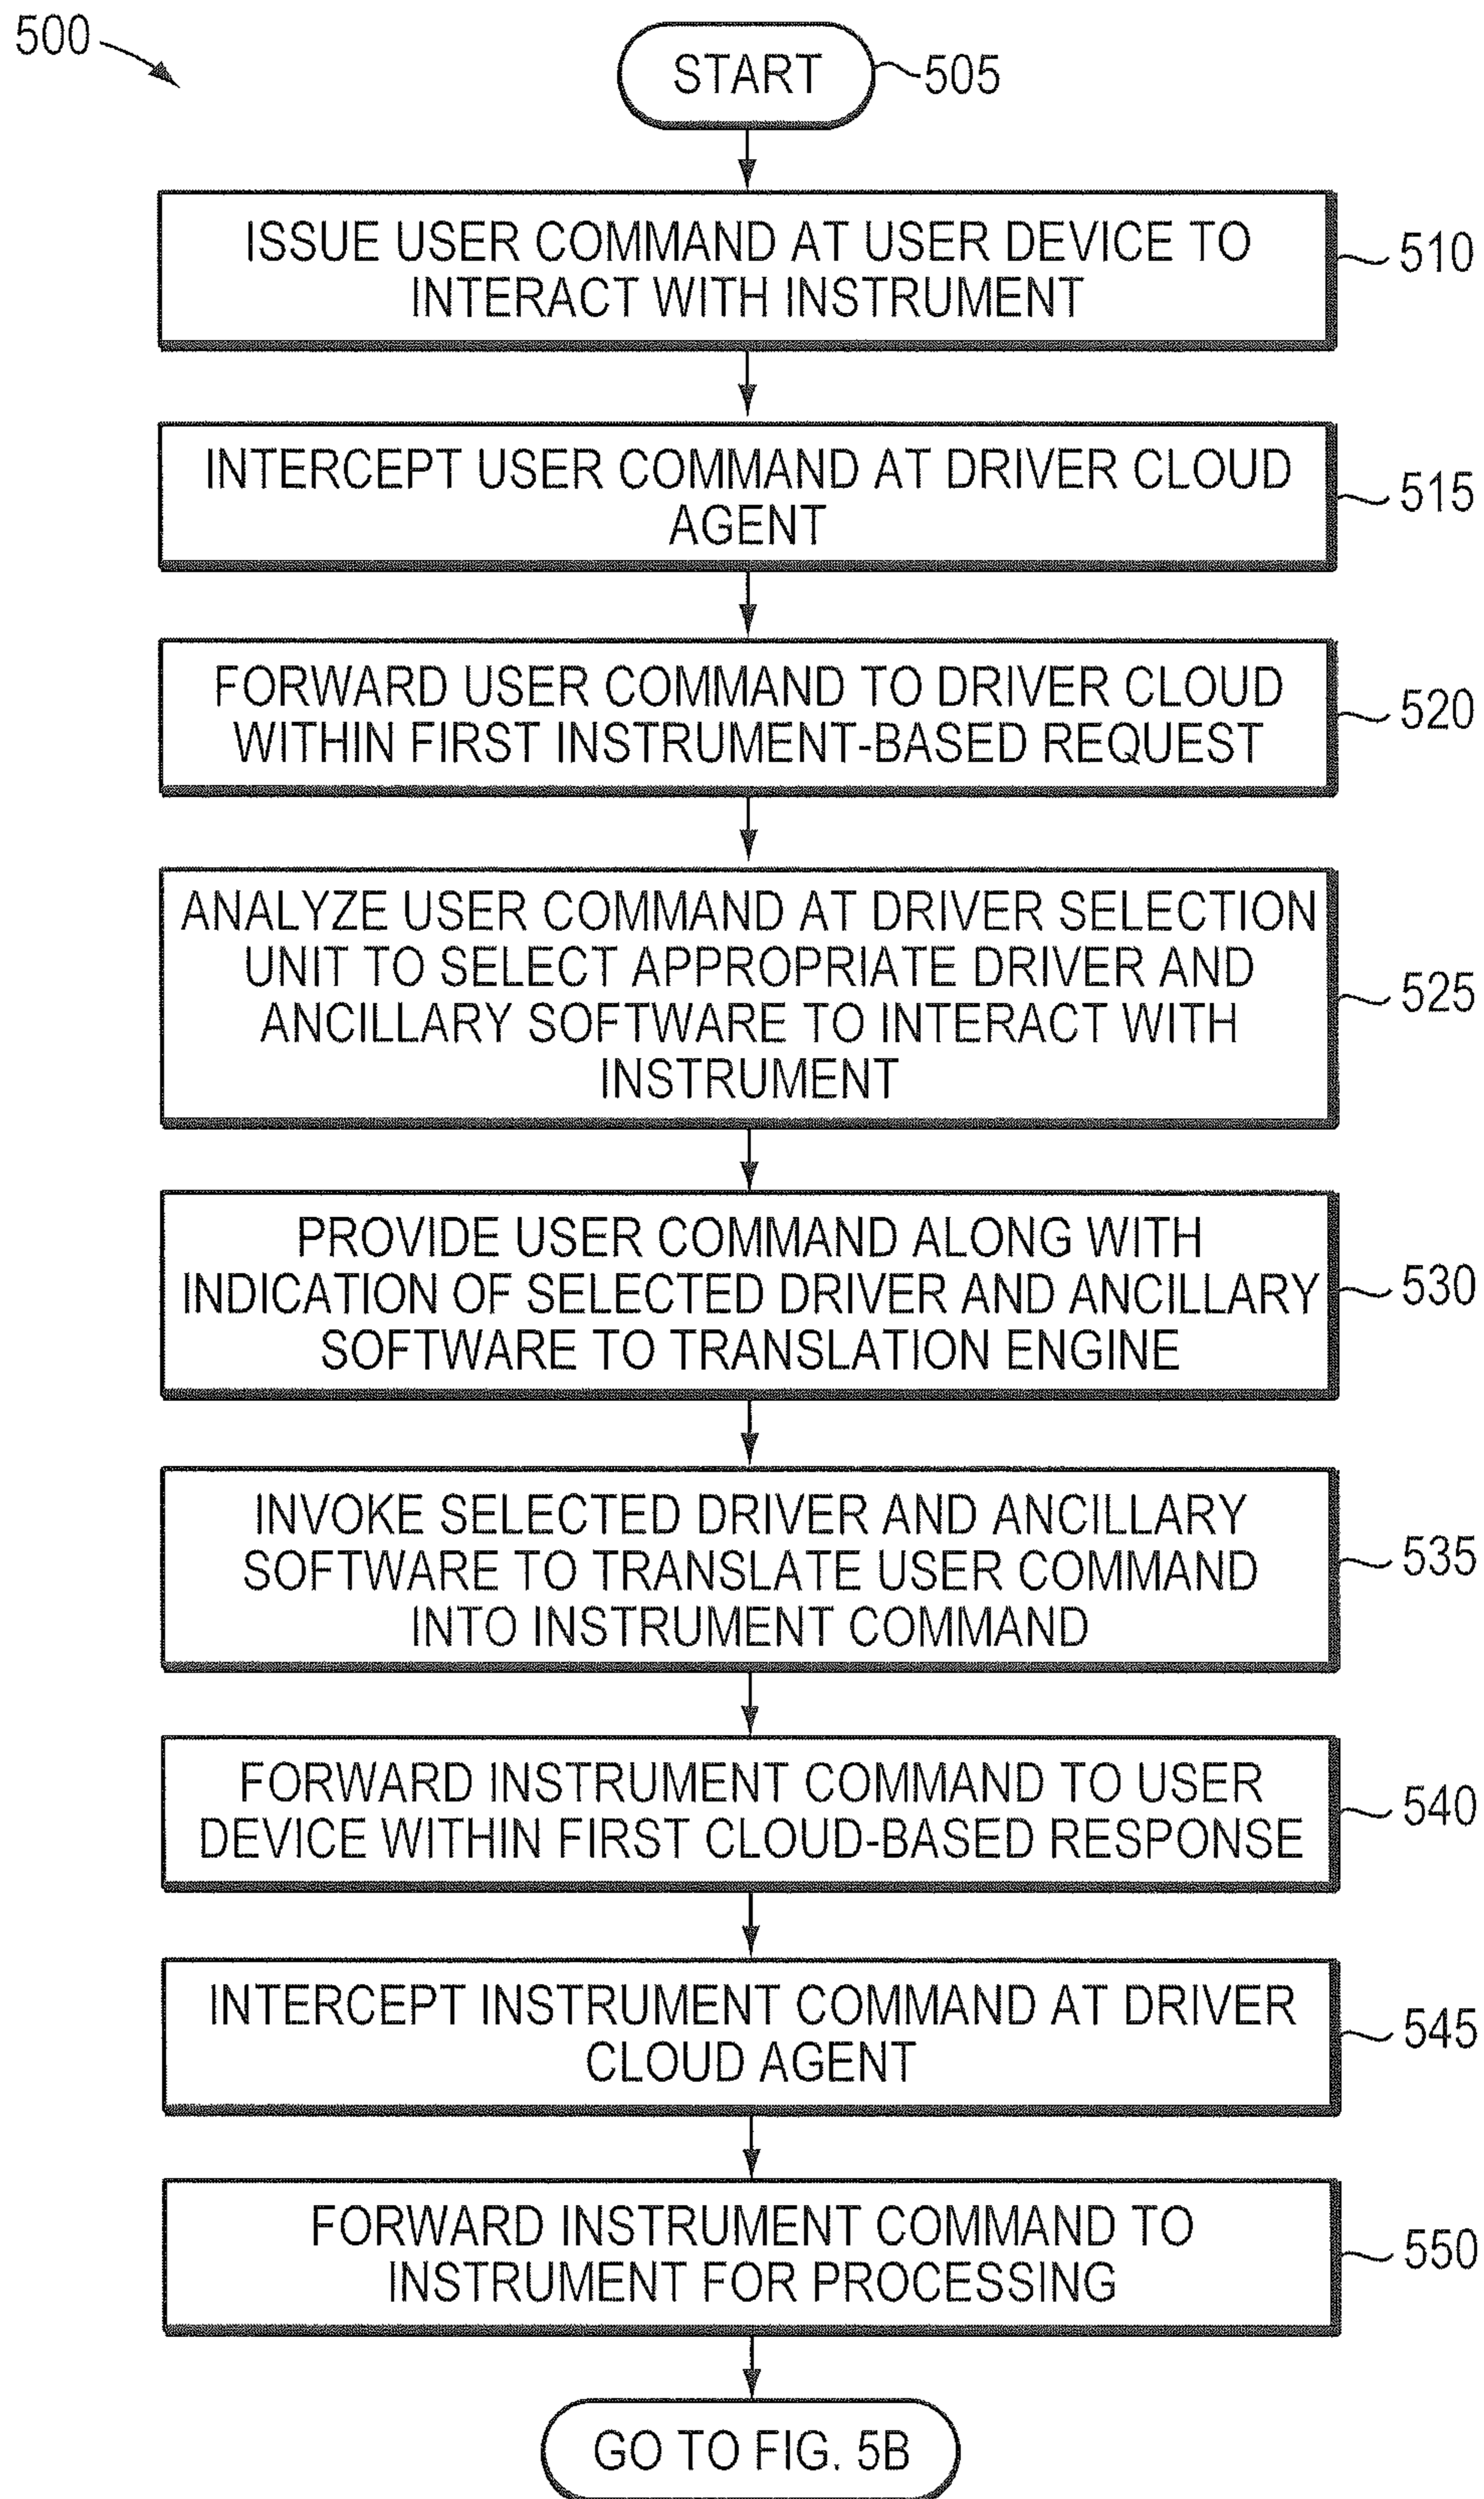 500
START
505
ISSUE USER COMMAND AT USER DEVICE TO
INTERACT WITH INSTRUMENT
510
INTERCEPT USER COMMAND AT DRIVER CLOUD
AGENT
515
FORWARD USER COMMAND TO DRIVER CLOUD
WITHIN FIRST INSTRUMENT-BASED REQUEST
520
ANALYZE USER COMMAND AT DRIVER SELECTION
UNIT TO SELECT APPROPRIATE DRIVER AND
ANCILLARY SOFTWARE TO INTERACT WITH
INSTRUMENT
525
PROVIDE USER COMMAND ALONG WITH
INDICATION OF SELECTED DRIVER AND ANCILLARY
SOFTWARE TO TRANSLATION ENGINE
530
INVOKE SELECTED DRIVER AND ANCILLARY
SOFTWARE TO TRANSLATE USER COMMAND
INTO INSTRUMENT COMMAND
535
FORWARD INSTRUMENT COMMAND TO USER
DEVICE WITHIN FIRST CLOUD-BASED RESPONSE
540
INTERCEPT INSTRUMENT COMMAND AT DRIVER
CLOUD AGENT
545
FORWARD INSTRUMENT COMMAND TO
INSTRUMENT FOR PROCESSING
550
GO TO FIG. 5B